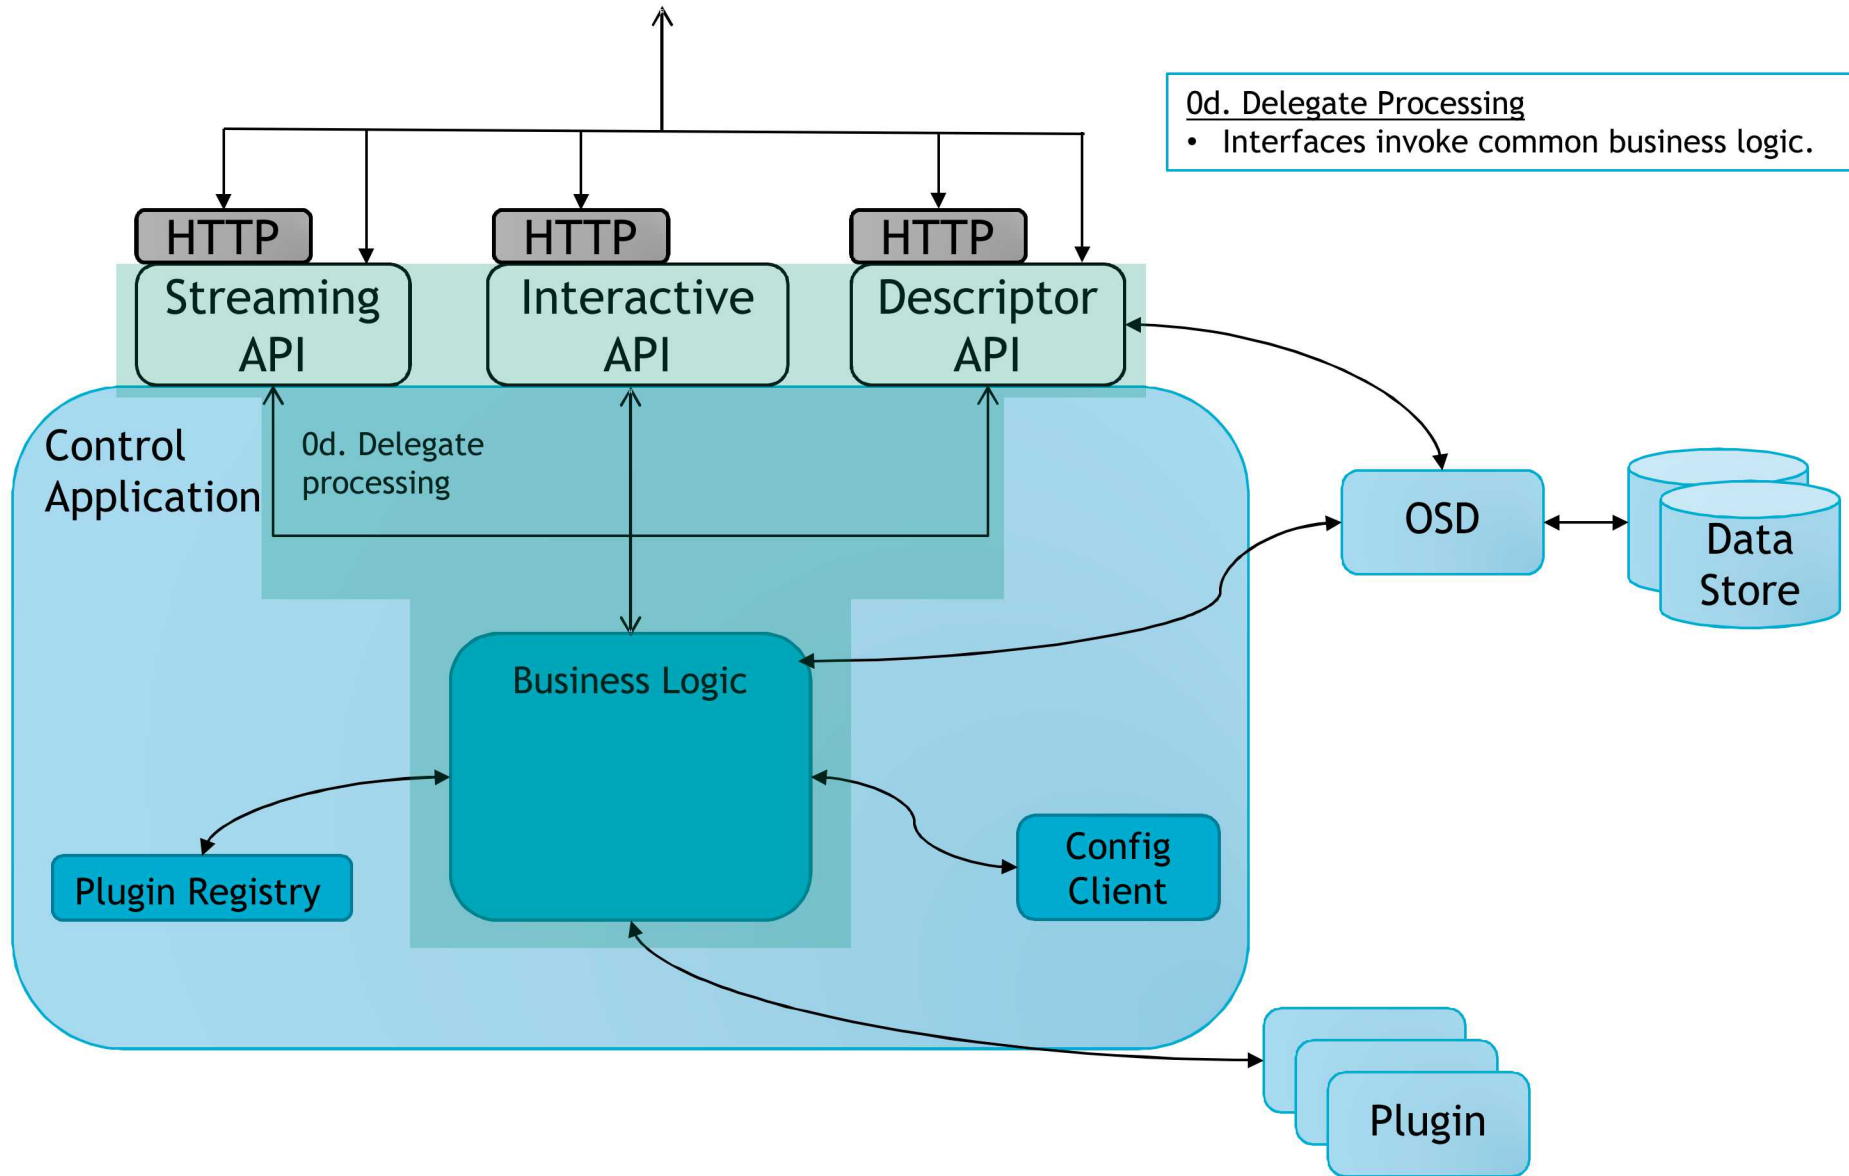 0d. Delegate Processing
• Interfaces invoke common business logic.
HTTP
HTTP
HTTP
Streaming
API
Interactive
API
Descriptor
API
Control
Application
0d. Delegate
processing
OSD
Data
Store
Business Logic
Plugin Registry
Config
Client
Plugin